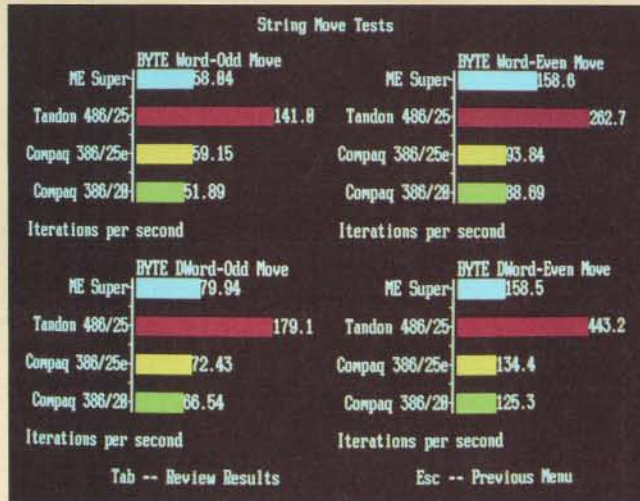 String Move Tests
BYTE Word-Odd Move
ME Super 58.04
Tandon 486/25 141.0
Compaq 386/25e 59.15
Compaq 386/20 51.89
Iterations per second
BYTE Word-Even Move
ME Super 158.6
Tandon 486/25 262.7
Compaq 386/25e 93.84
Compaq 386/20 88.69
Iterations per second
BYTE DWord-Odd Move
ME Super 79.94
Tandon 486/25 179.1
Compaq 386/25e 72.43
Compaq 386/20 66.54
Iterations per second
BYTE DWord-Even Move
ME Super 158.5
Tandon 486/25 443.2
Compaq 386/25e 134.4
Compaq 386/20 125.3
Iterations per second
Tab -- Review Results
Esc -- Previous Menu